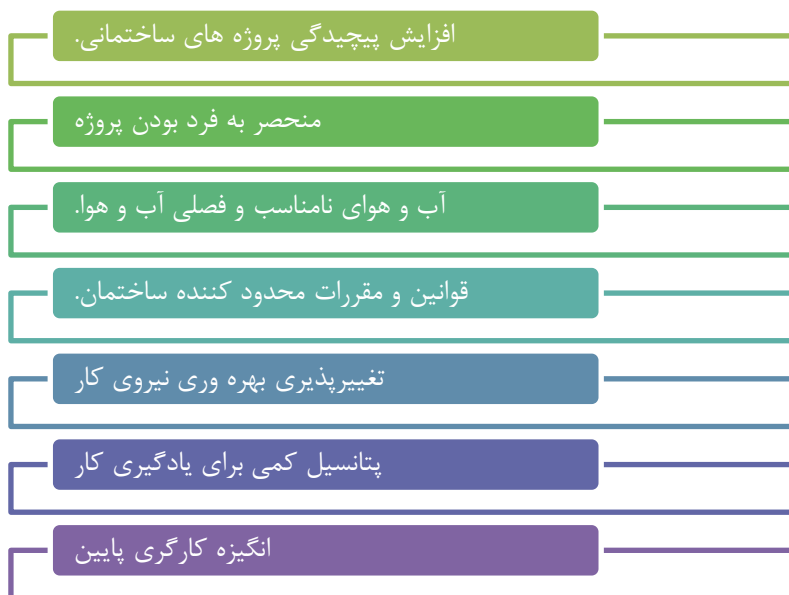 افزایش پیچیدگی پروژه های ساختمانی.
منحصر به فرد بودن پروژه
آب و هوای نامناسب و فصلی آب و هوا.
قوانین و مقررات محدود کننده ساختمان.
تغییرپذیری بهره وری نیروی کار
پتانسیل کمی برای یادگیری کار
انگیزه کارگری پایین